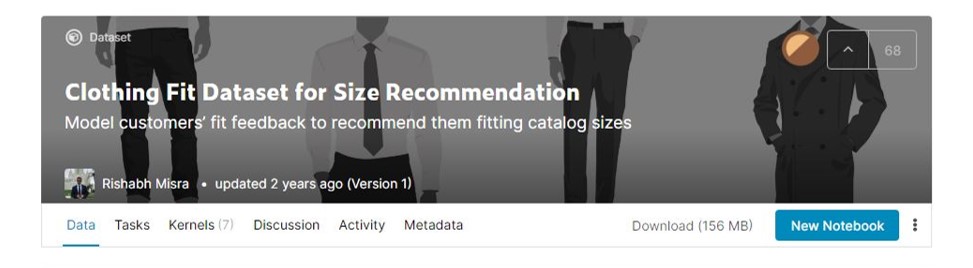 Dataset
68
Clothing Fit Dataset for Size Recommendation
Model customers' fit feedback to recommend them fitting catalog sizes
Rishabh Misra • updated 2 years ago (Version 1)
Data Tasks Kernels (7) Discussion Activity Metadata Download (156 MB) New Notebook